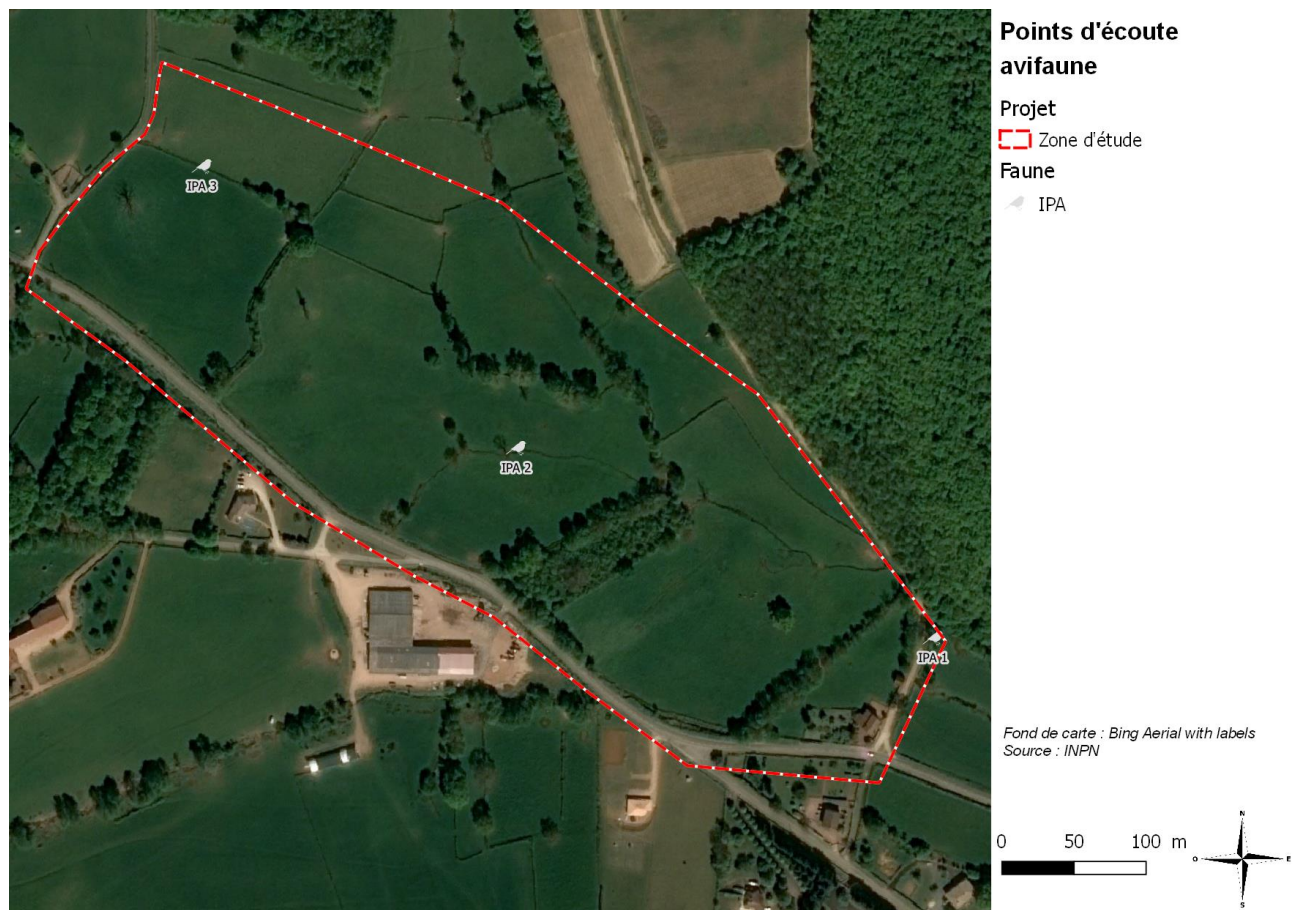 Points d'écoute
avifaune
Projet
Zone d'étude
Faune
IPA
IPA 3
IPA 2
IPA 1
Fond de carte : Bing Aerial with labels
Source : INPN
0 50 100 m
N
O E
S